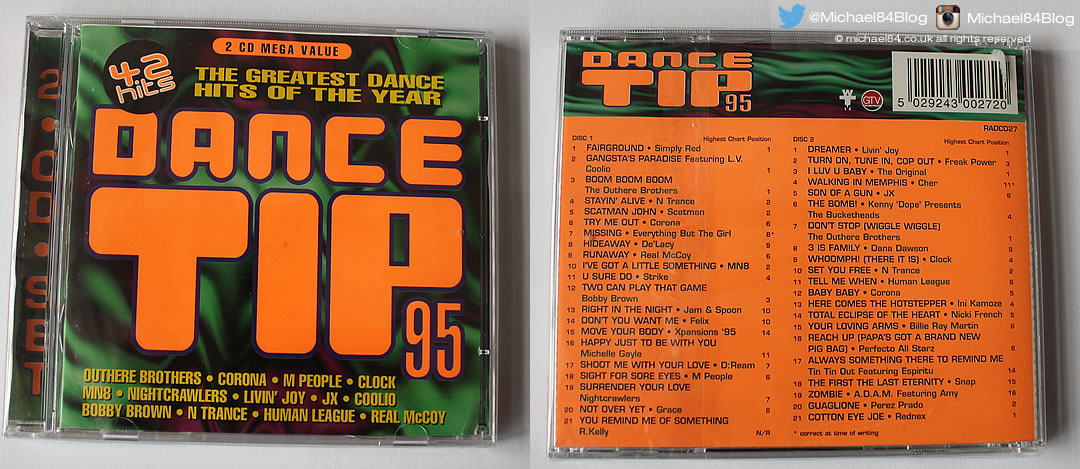 @Michael84Blog Michael84Blog
© michael84.co.uk all rights reserved
2 • CD • SET
42 hits
2 CD MEGA VALUE
THE GREATEST DANCE
HITS OF THE YEAR
DANCE
TIP
95
OUTHERE BROTHERS • CORONA • M PEOPLE • CLOCK
MN8 • NIGHTCRAWLERS • LIVIN' JOY • JX • COOLIO
BOBBY BROWN • N TRANCE • HUMAN LEAGUE • REAL McCOY
DANCE
TIP 95
GTV
5 029243 002720
RADCD27
DISC 1 Highest Chart Position
1 FAIRGROUND • Simply Red 1
2 GANGSTA'S PARADISE Featuring L.V.
Coolio 1
3 BOOM BOOM BOOM
The Outhere Brothers 1
4 STAYIN' ALIVE • N Trance 2
5 SCATMAN JOHN • Scatman 2
6 TRY ME OUT • Corona 6
7 MISSING • Everything But The Girl 8*
8 HIDEAWAY • De'Lacy 9
9 RUNAWAY • Real McCoy 6
10 I'VE GOT A LITTLE SOMETHING • MN8 2
11 U SURE DO • Strike 4
12 TWO CAN PLAY THAT GAME
Bobby Brown 3
13 RIGHT IN THE NIGHT • Jam & Spoon 10
14 DON'T YOU WANT ME • Felix 10
15 MOVE YOUR BODY • Xpansions '95 14
16 HAPPY JUST TO BE WITH YOU
Michelle Gayle 11
17 SHOOT ME WITH YOUR LOVE • D:Ream 7
18 SIGHT FOR SORE EYES • M People 6
19 SURRENDER YOUR LOVE
Nightcrawlers 7
20 NOT OVER YET • Grace 6
21 YOU REMIND ME OF SOMETHING
R.Kelly N/R
DISC 2 Highest Chart Position
1 DREAMER • Livin' Joy 1
2 TURN ON, TUNE IN, COP OUT • Freak Power 3
3 I LUV U BABY • The Original 1
4 WALKING IN MEMPHIS • Cher 11*
5 SON OF A GUN • JX 6
6 THE BOMB! • Kenny 'Dope' Presents
The Bucketheads 4
7 DON'T STOP (WIGGLE WIGGLE)
The Outhere Brothers 1
8 3 IS FAMILY • Dana Dawson 9
9 WHOOMPH! (THERE IT IS) • Clock 4
10 SET YOU FREE • N Trance 2
11 TELL ME WHEN • Human League 6
12 BABY BABY • Corona 5
13 HERE COMES THE HOTSTEPPER • Ini Kamoze 4
14 TOTAL ECLIPSE OF THE HEART • Nicki French 5
15 YOUR LOVING ARMS • Billie Ray Martin 6
16 REACH UP (PAPA'S GOT A BRAND NEW
PIG BAG) • Perfecto All Starz 6
17 ALWAYS SOMETHING THERE TO REMIND ME
Tin Tin Out Featuring Espiritu 14
18 THE FIRST THE LAST ETERNITY • Snap 15
19 ZOMBIE • A.D.A.M. Featuring Amy 16
20 GUAGLIONE • Perez Prado 2
21 COTTON EYE JOE • Rednex 1
* correct at time of writing